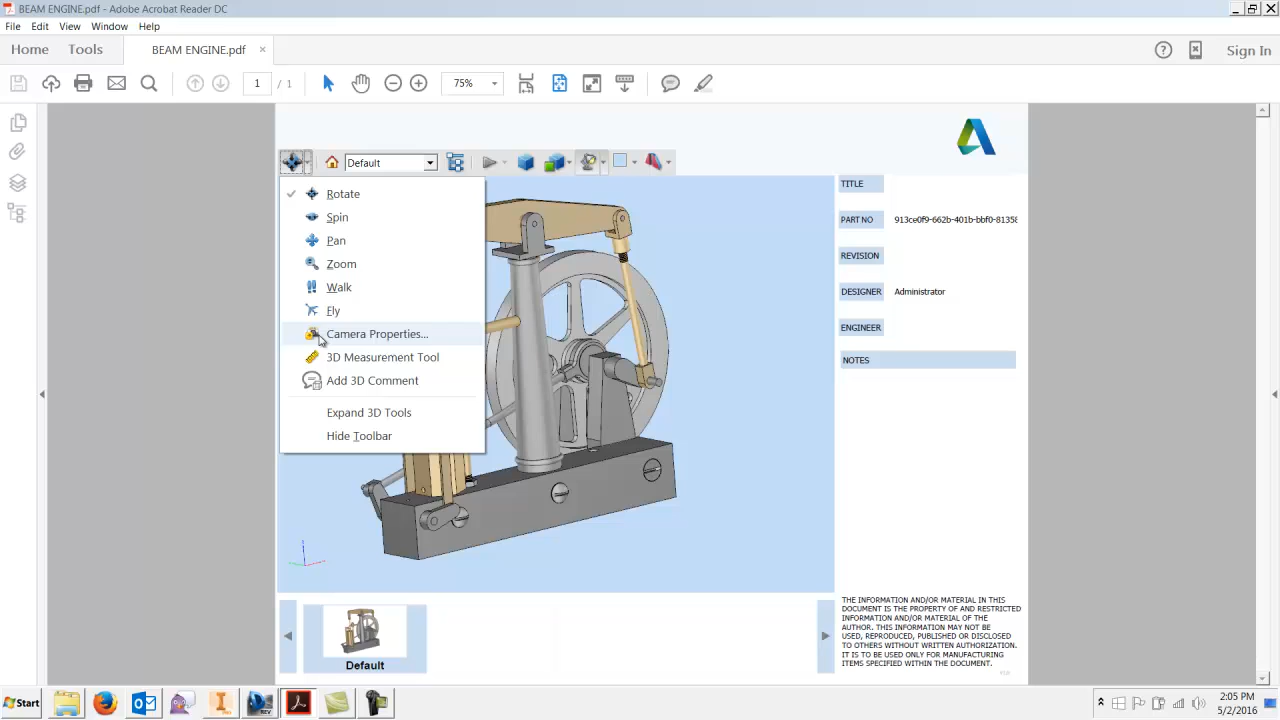 BEAM ENGINE.pdf - Adobe Acrobat Reader DC
File Edit View Window Help
Home Tools BEAM ENGINE.pdf × Sign In
1 / 1 75%
Default
Rotate
Spin
Pan
Zoom
Walk
Fly
Camera Properties...
3D Measurement Tool
Add 3D Comment
Expand 3D Tools
Hide Toolbar
TITLE
PART NO 913ce0f9-662b-401b-bbf0-81358
REVISION
DESIGNER Administrator
ENGINEER
NOTES
THE INFORMATION AND/OR MATERIAL IN THIS
DOCUMENT IS THE PROPERTY OF AND RESTRICTED
INFORMATION AND/OR MATERIAL OF THE
AUTHOR. THIS INFORMATION MAY NOT BE
USED, REPRODUCED, PUBLISHED OR DISCLOSED
TO OTHERS WITHOUT WRITTEN AUTHORIZATION.
IT IS TO BE USED ONLY FOR MANUFACTURING
ITEMS SPECIFIED WITHIN THE DOCUMENT.
Default
Start
2:05 PM
5/2/2016